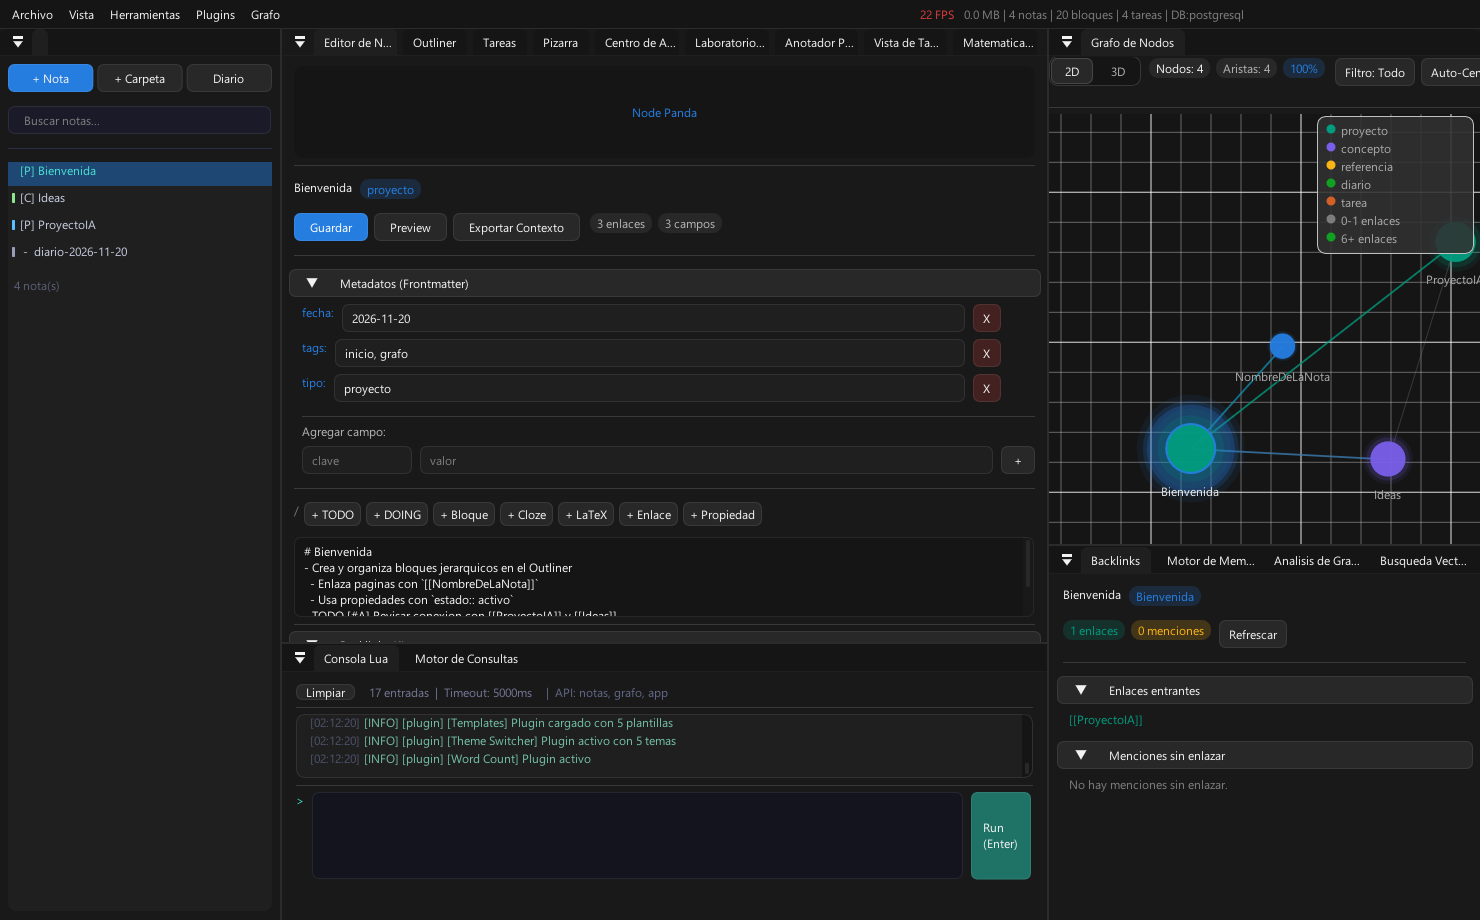 Archivo Vista Herramientas Plugins Grafo
22 FPS 0.0 MB | 4 notas | 20 bloques | 4 tareas | DB:postgresql
+ Nota + Carpeta Diario
Buscar notas...
[P] Bienvenida
[C] Ideas
[P] ProyectoIA
- diario-2026-11-20
4 nota(s)
Editor de N... Outliner Tareas Pizarra Centro de A... Laboratorio... Anotador P... Vista de Ta... Matematica...
Node Panda
Bienvenida proyecto
Guardar Preview Exportar Contexto 3 enlaces 3 campos
Metadatos (Frontmatter)
fecha: 2026-11-20 X
tags: inicio, grafo X
tipo: proyecto X
Agregar campo:
clave valor +
/ + TODO + DOING + Bloque + Cloze + LaTeX + Enlace + Propiedad
# Bienvenida
- Crea y organiza bloques jerarquicos en el Outliner
- Enlaza paginas con `[[NombreDeLaNota]]`
- Usa propiedades con `estado:: activo`
- TODO [#A] Revisar conexion con [[ProyectoIA]] y [[Ideas]]
Consola Lua Motor de Consultas
Limpiar 17 entradas | Timeout: 5000ms | API: notas, grafo, app
[02:12:20] [INFO] [plugin] [Templates] Plugin cargado con 5 plantillas
[02:12:20] [INFO] [plugin] [Theme Switcher] Plugin activo con 5 temas
[02:12:20] [INFO] [plugin] [Word Count] Plugin activo
>
Run
(Enter)
Grafo de Nodos
2D 3D Nodos: 4 Aristas: 4 100% Filtro: Todo Auto-Cen
proyecto
concepto
referencia
diario
tarea
0-1 enlaces
6+ enlaces
ProyectoIA
NombreDeLaNota
Bienvenida
Ideas
Backlinks Motor de Mem... Analisis de Gra... Busqueda Vect...
Bienvenida Bienvenida
1 enlaces 0 menciones Refrescar
Enlaces entrantes
[[ProyectoIA]]
Menciones sin enlazar
No hay menciones sin enlazar.